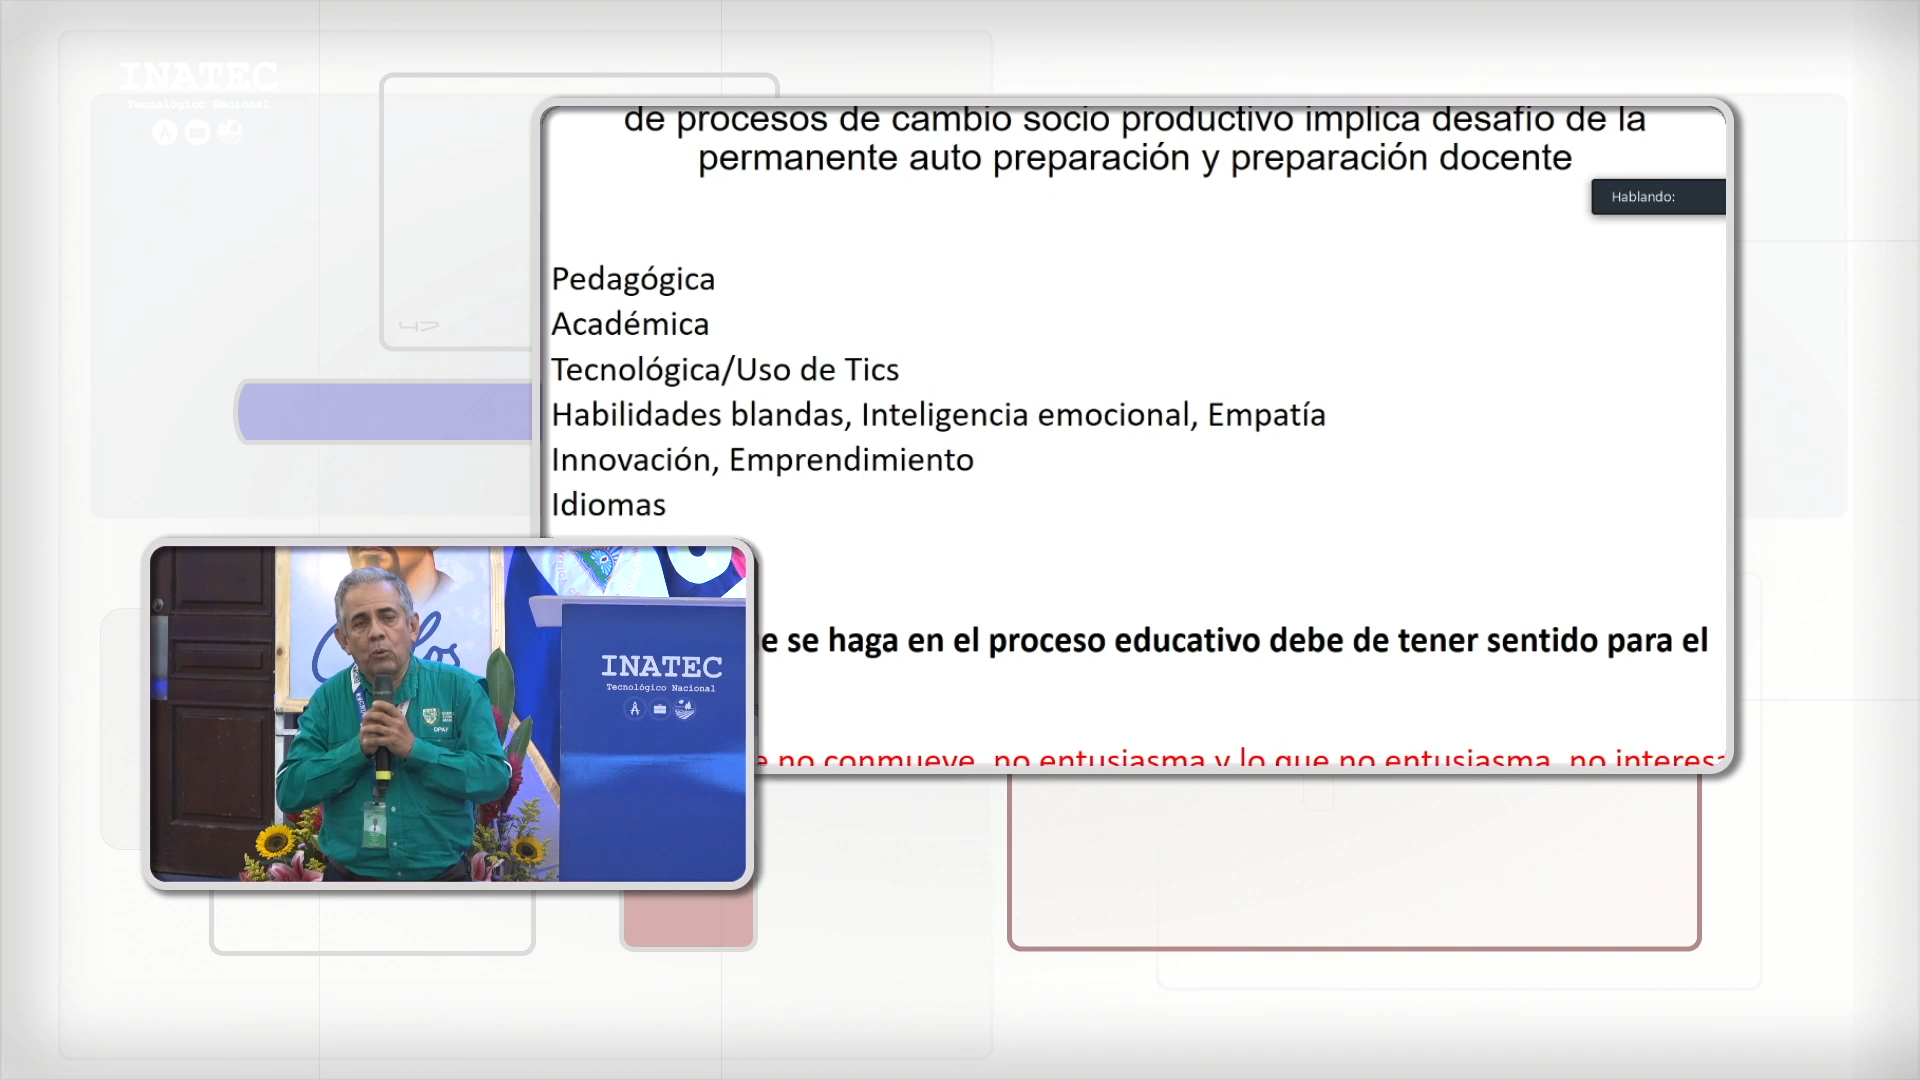 INATEC
Tecnológico Nacional
de procesos de cambio socio productivo implica desafío de la
permanente auto preparación y preparación docente
Hablando:
Pedagógica
Académica
Tecnológica/Uso de Tics
Habilidades blandas, Inteligencia emocional, Empatía
Innovación, Emprendimiento
Idiomas
se haga en el proceso educativo debe de tener sentido para el
no conmueve, no entusiasma y lo que no entusiasma, no interesa
INATEC
Tecnológico Nacional
DPAF